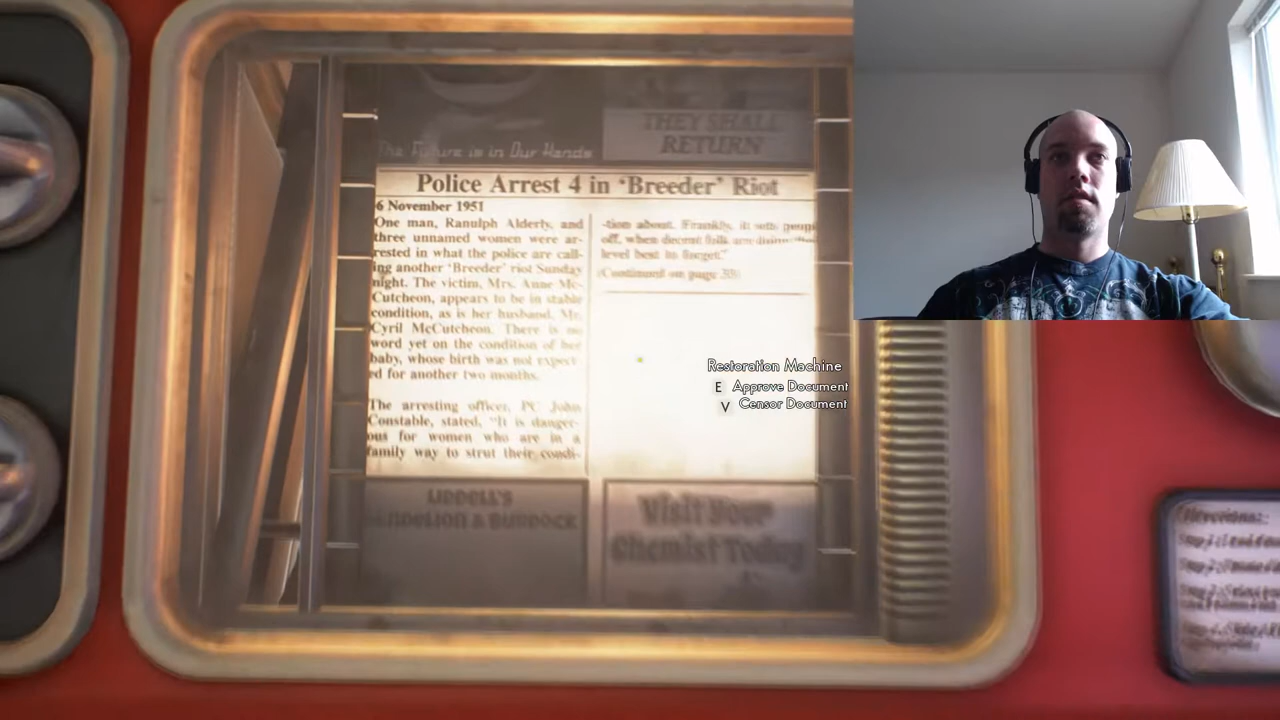 The Future is in Our Hands
THEY SHALL
RETURN
Police Arrest 4 in 'Breeder' Riot
6 November 1951
One man, Ranulph Alderly, and
three unnamed women were ar-
rested in what the police are call-
ing another 'Breeder' riot Sunday
night. The victim, Mrs. Anne Mc-
Cutcheon, appears to be in stable
condition, as is her husband, Mr.
Cyril McCutcheon. There is no
word yet on the condition of her
baby, whose birth was not expect-
ed for another two months.
The arresting officer, PC John
Constable, stated, "It is danger-
ous for women who are in a
family way to strut their condi-
-tion about. Frankly, it sets people
off, when decent folk are doing their
level best to forget."
(Continued on page 33)
LIDDELL'S
DANDELION & BURDOCK
Visit Your
Chemist Today
Restoration Machine
E Approve Document
V Censor Document